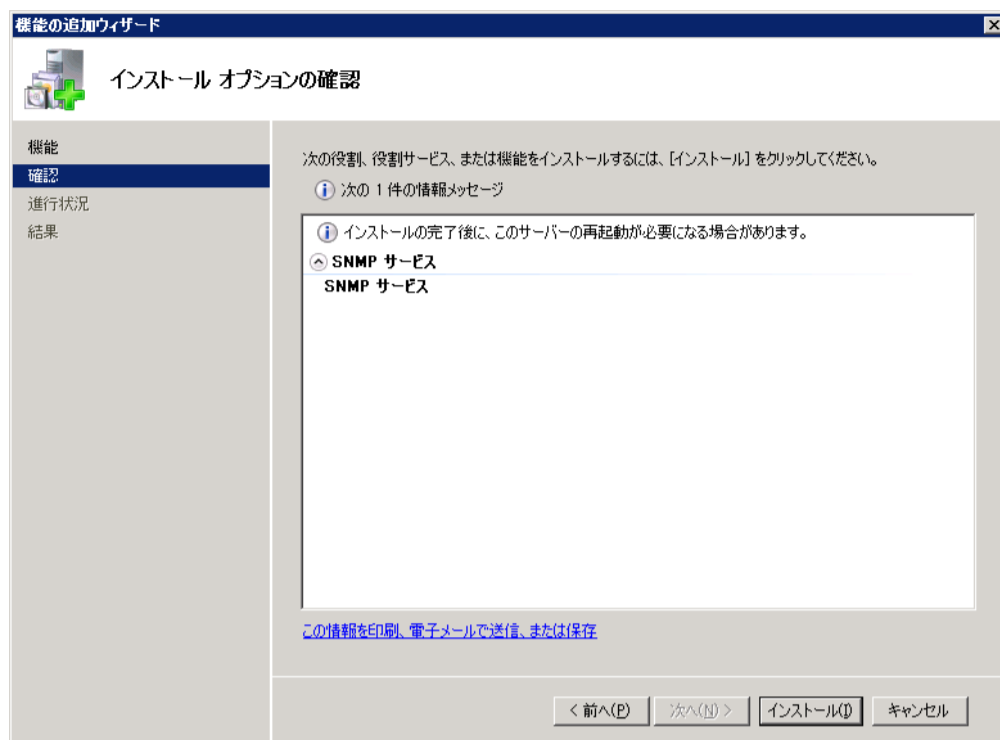 機能の追加ウィザード
インストール オプションの確認
機能
確認
進行状況
結果
次の役割、役割サービス、または機能をインストールするには、[インストール] をクリックしてください。
次の 1 件の情報メッセージ
インストールの完了後に、このサーバーの再起動が必要になる場合があります。
SNMP サービス
SNMP サービス
この情報を印刷、電子メールで送信、または保存
< 前へ(P) 次へ(N) > インストール(I) キャンセル